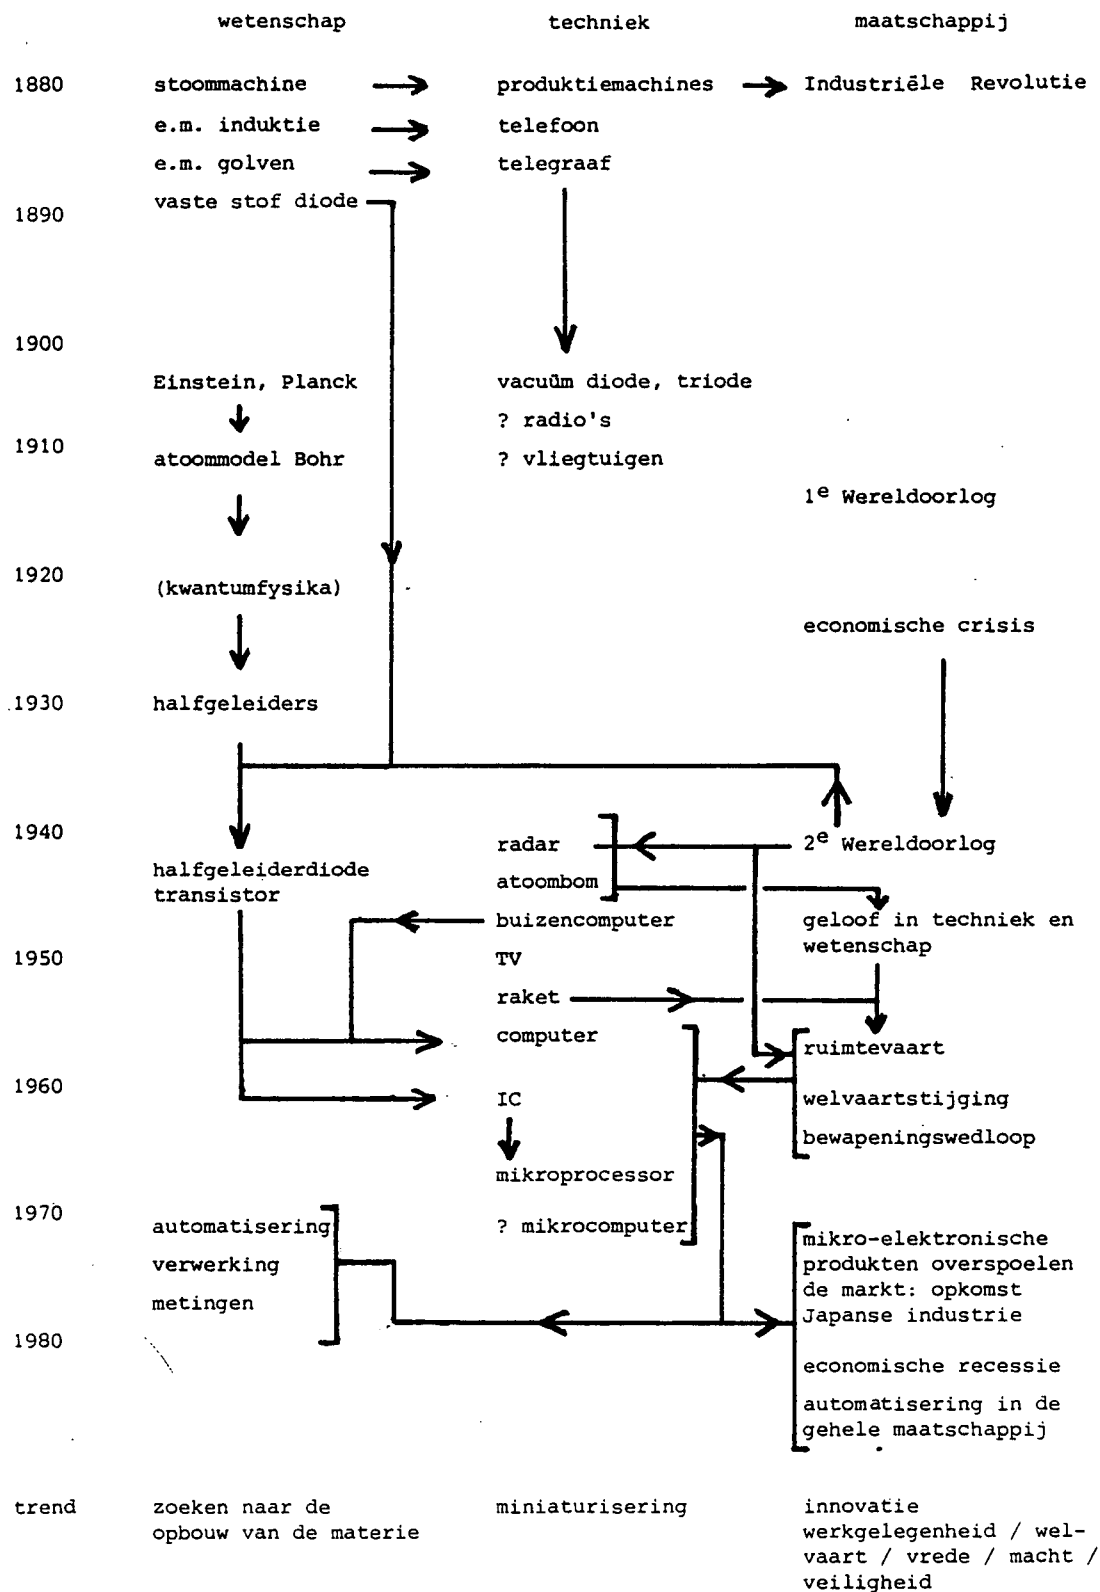 wetenschap techniek maatschappij
1880 stoommachine produktiemachines Industriële Revolutie
e.m. induktie telefoon
e.m. golven telegraaf
vaste stof diode
1890
1900
Einstein, Planck vacuüm diode, triode
? radio's
1910
atoommodel Bohr ? vliegtuigen
1e Wereldoorlog
1920
(kwantumfysika)
economische crisis
1930 halfgeleiders
1940
radar 2e Wereldoorlog
halfgeleiderdiode
atoombom
transistor
buizencomputer geloof in techniek en
wetenschap
1950 TV
raket
computer
ruimtevaart
1960
IC welvaartstijging
bewapeningswedloop
mikroprocessor
1970
automatisering ? mikrocomputer
mikro-elektronische
verwerking produkten overspoelen
de markt: opkomst
metingen Japanse industrie
1980
economische recessie
automatisering in de
gehele maatschappij
trend zoeken naar de miniaturisering innovatie
opbouw van de materie werkgelegenheid / wel-
vaart / vrede / macht /
veiligheid